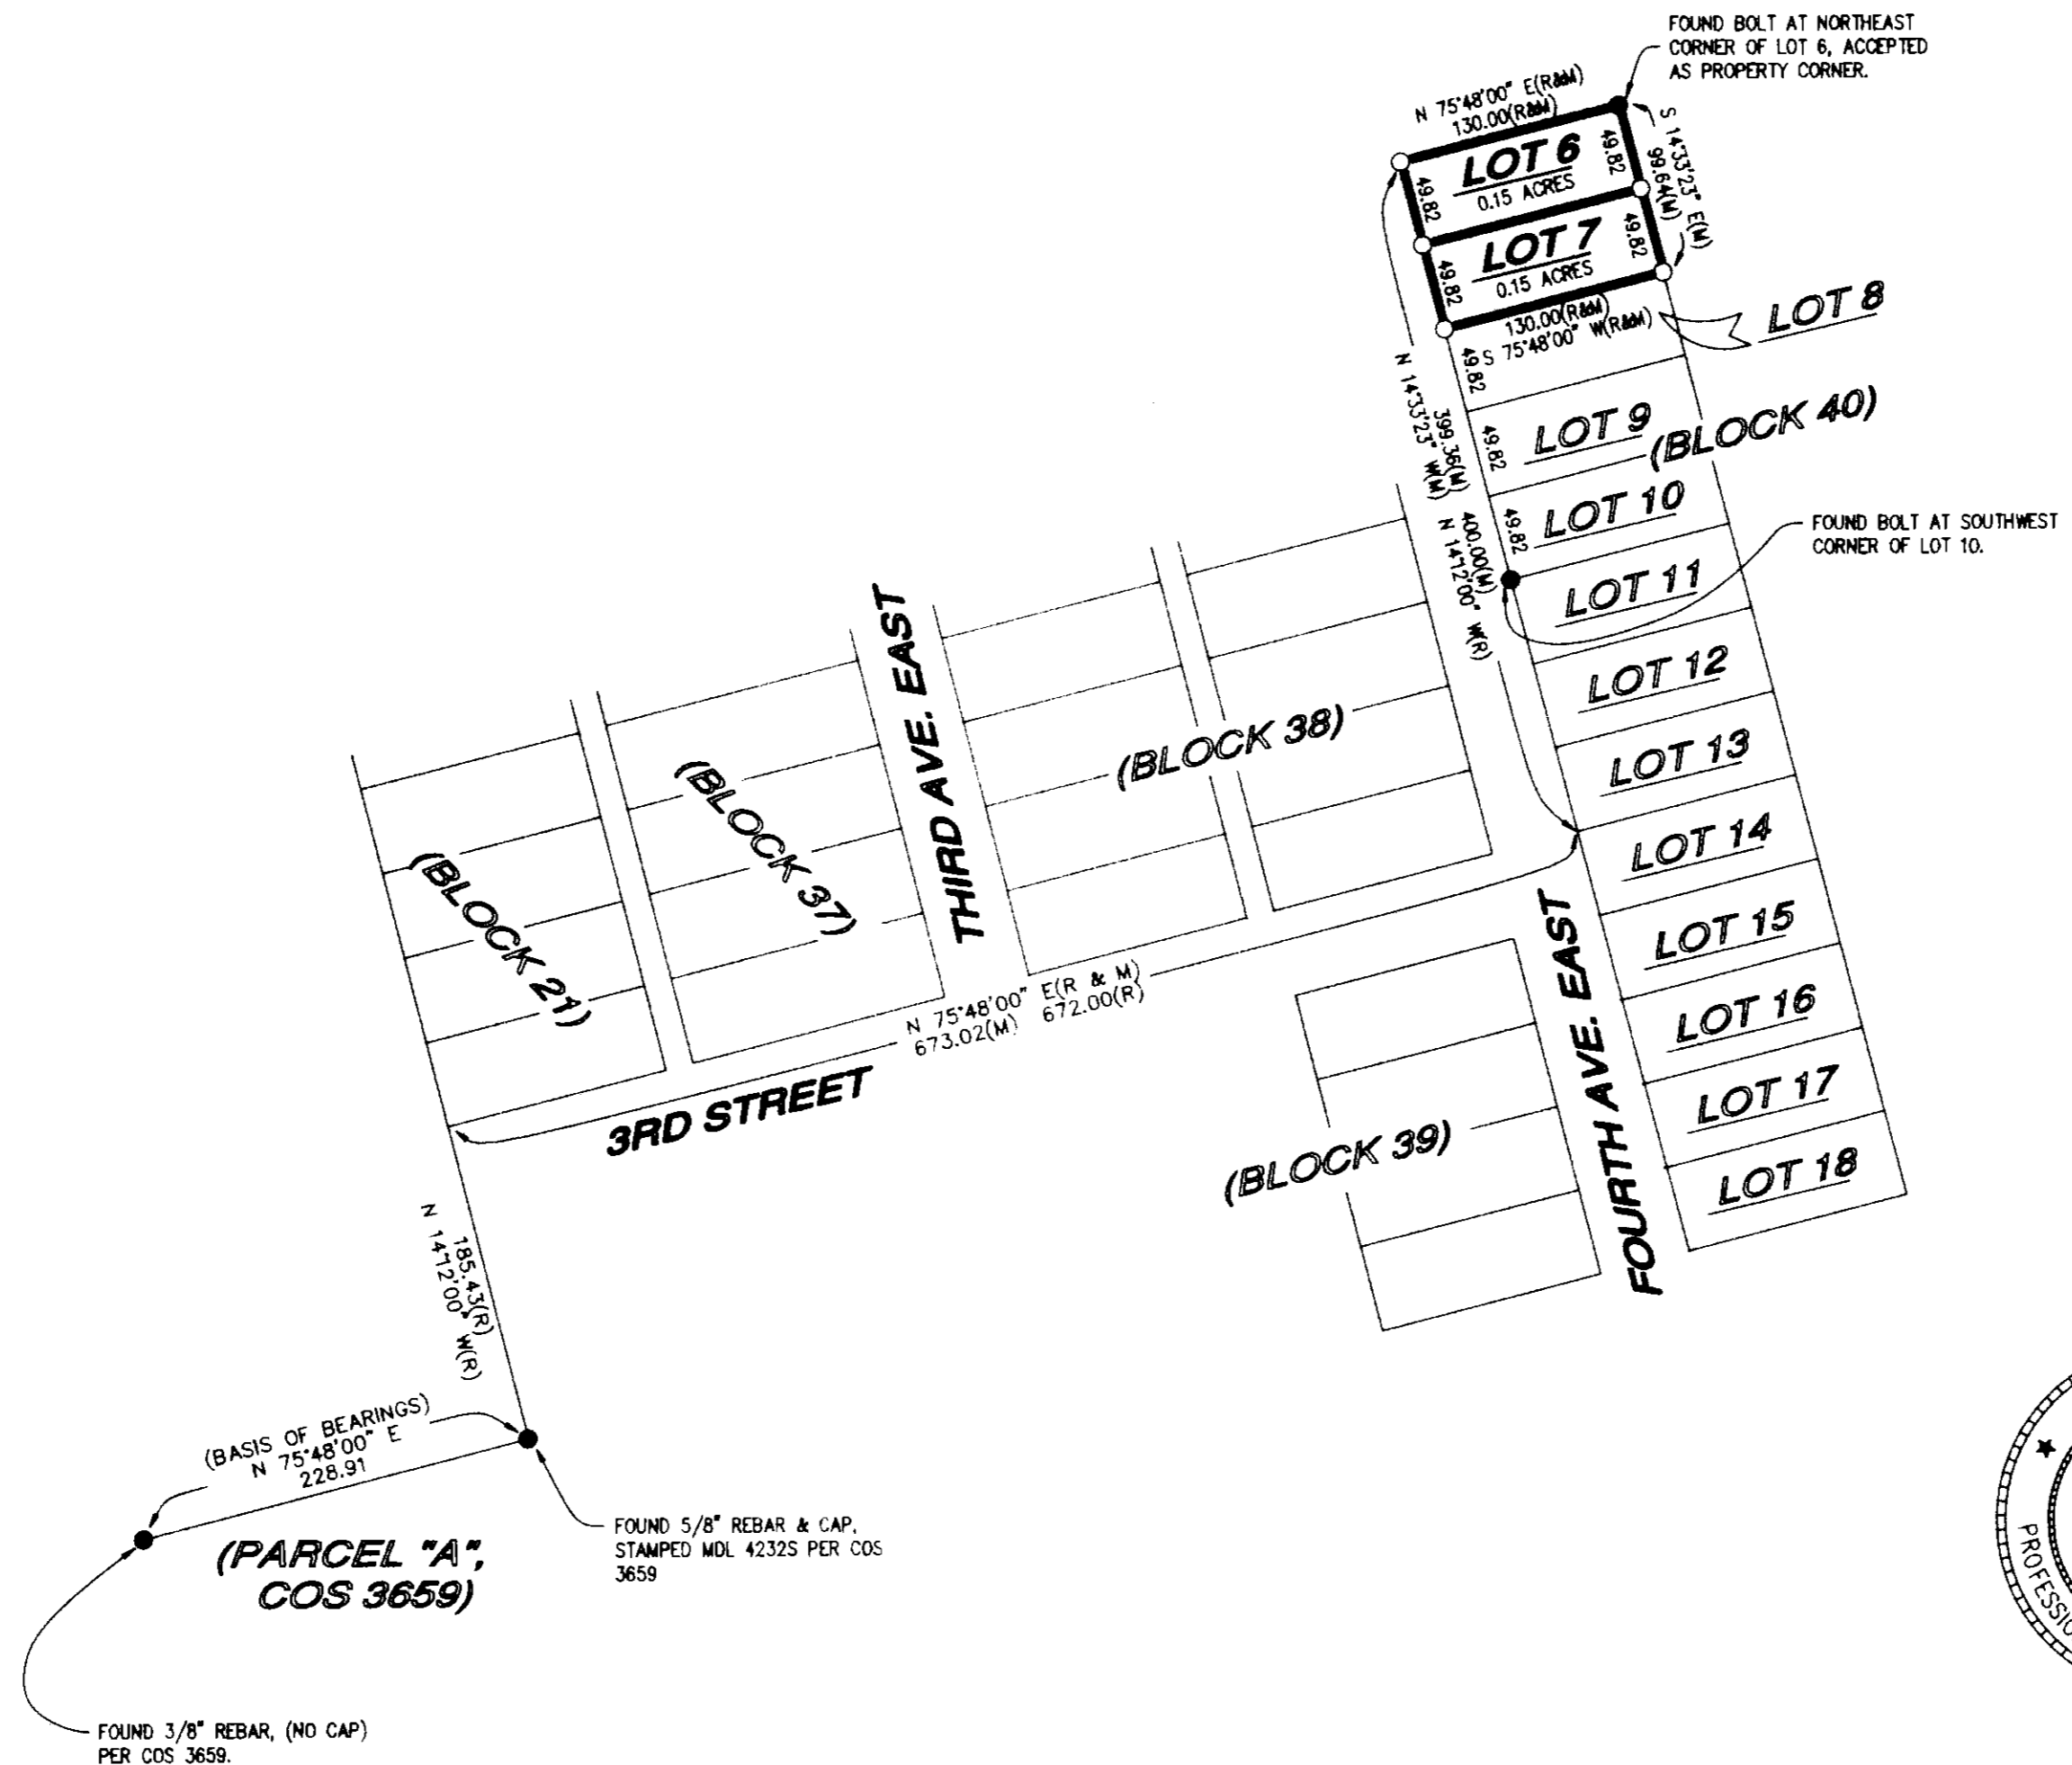 FOUND BOLT AT NORTHEAST
CORNER OF LOT 6, ACCEPTED
AS PROPERTY CORNER.
N 75°48'00" E(R&M)
130.00(R&M)
S 14°33'23" E(M)
99.64(M)
LOT 6
0.15 ACRES
49.82
49.82
LOT 7
0.15 ACRES
49.82
49.82
130.00(R&M)
S 75°48'00" W(R&M)
LOT 8
49.82
N 14°33'23" W(M)
399.36(M)
400.00(M)
N 14°12'00" W(R)
LOT 9
49.82
(BLOCK 40)
LOT 10
49.82
FOUND BOLT AT SOUTHWEST
CORNER OF LOT 10.
LOT 11
LOT 12
LOT 13
LOT 14
LOT 15
LOT 16
LOT 17
LOT 18
THIRD AVE. EAST
(BLOCK 38)
(BLOCK 37)
(BLOCK 21)
N 75°48'00" E(R & M)
673.02(M) 672.00(R)
3RD STREET
FOURTH AVE. EAST
(BLOCK 39)
185.43(R)
N 14°12'00" W(R)
(BASIS OF BEARINGS)
N 75°48'00" E
228.91
(PARCEL "A",
COS 3659)
FOUND 5/8" REBAR & CAP,
STAMPED MDL 4232S PER COS
3659
FOUND 3/8" REBAR, (NO CAP)
PER COS 3659.
PROFESSIO